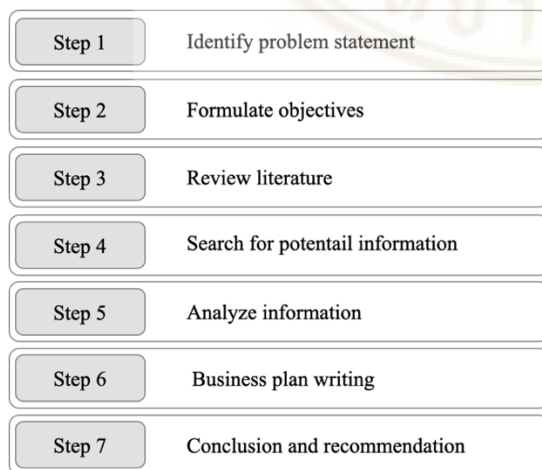 Step 1 Identify problem statement
Step 2 Formulate objectives
Step 3 Review literature
Step 4 Search for potentail information
Step 5 Analyze information
Step 6 Business plan writing
Step 7 Conclusion and recommendation